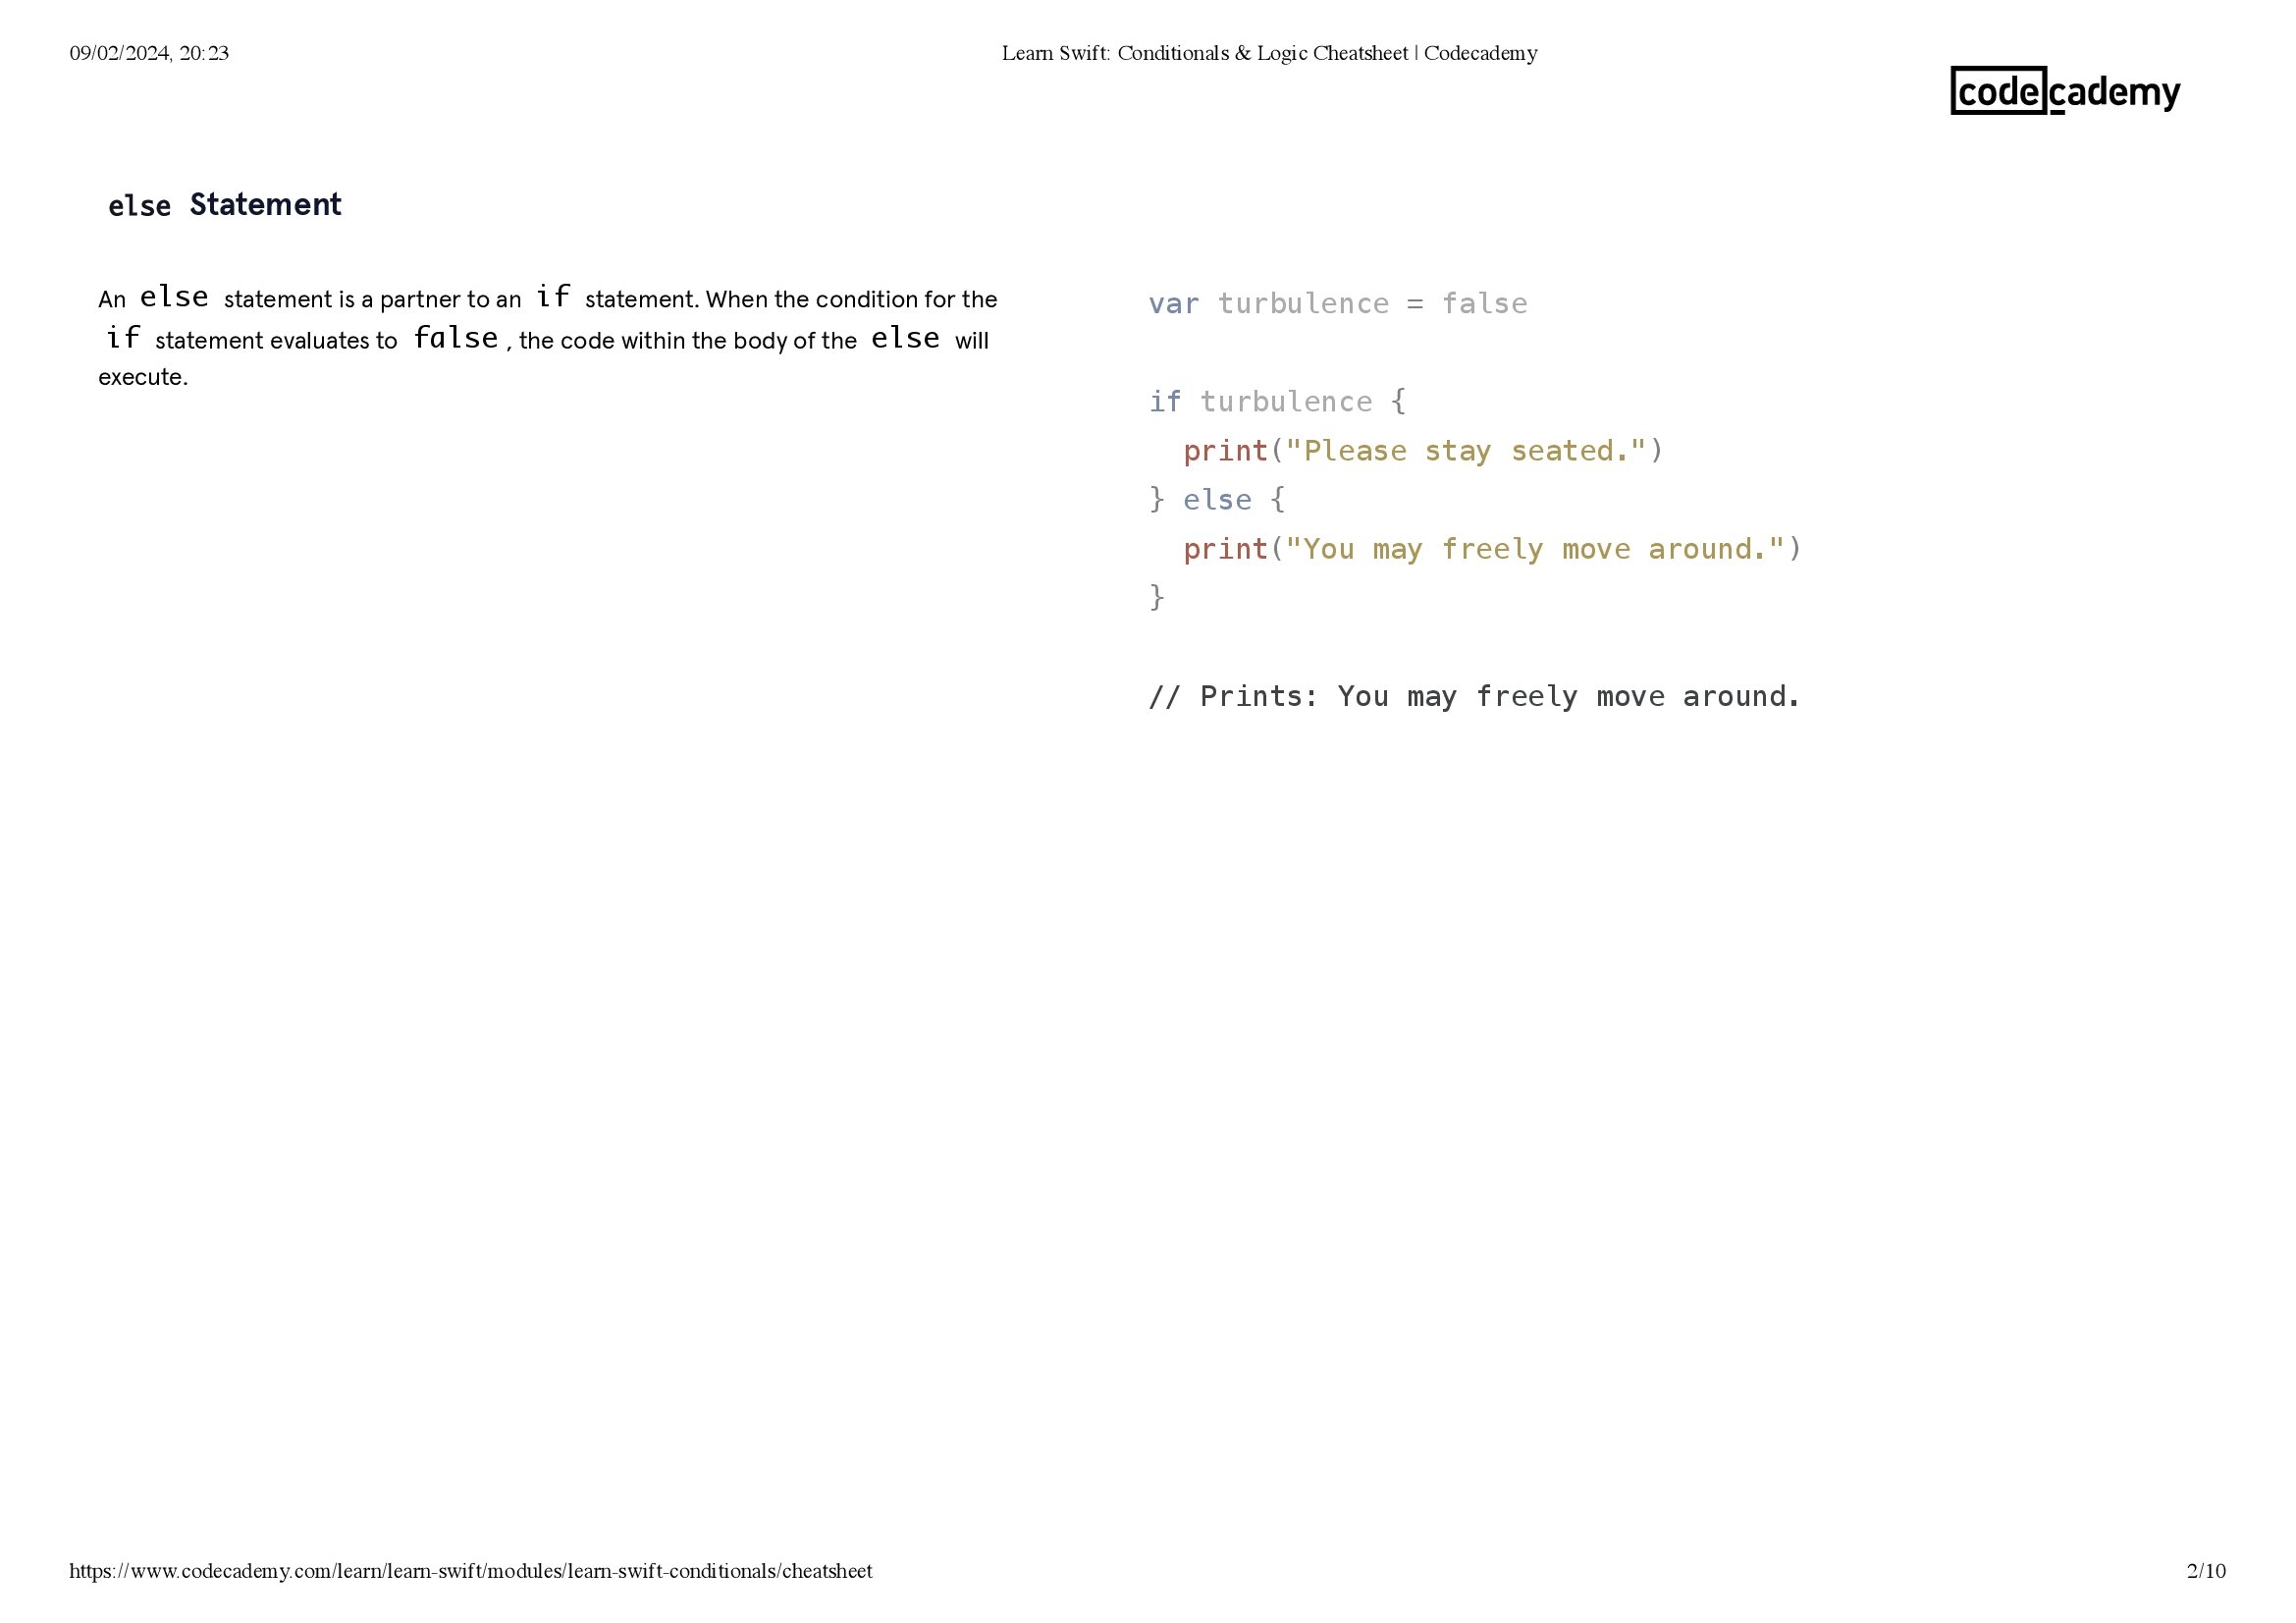 09/02/2024, 20:23
Learn Swift: Conditionals & Logic Cheatsheet | Codecademy
codecademy
else Statement
An else statement is a partner to an if statement. When the condition for the
if statement evaluates to false , the code within the body of the else will
execute.
var turbulence = false
if turbulence {
  print("Please stay seated.")
} else {
  print("You may freely move around.")
}
// Prints: You may freely move around.
https://www.codecademy.com/learn/learn-swift/modules/learn-swift-conditionals/cheatsheet
2/10